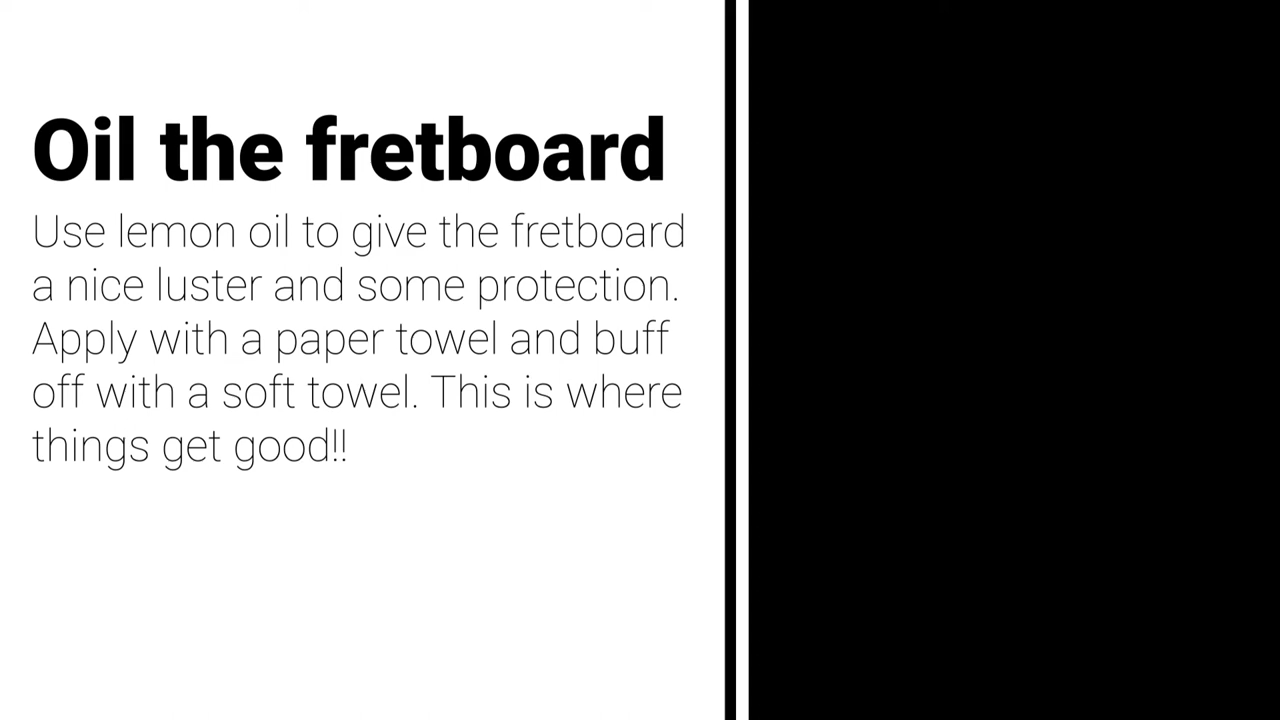 Oil the fretboard
Use lemon oil to give the fretboard
a nice luster and some protection.
Apply with a paper towel and buff
off with a soft towel. This is where
things get good!!